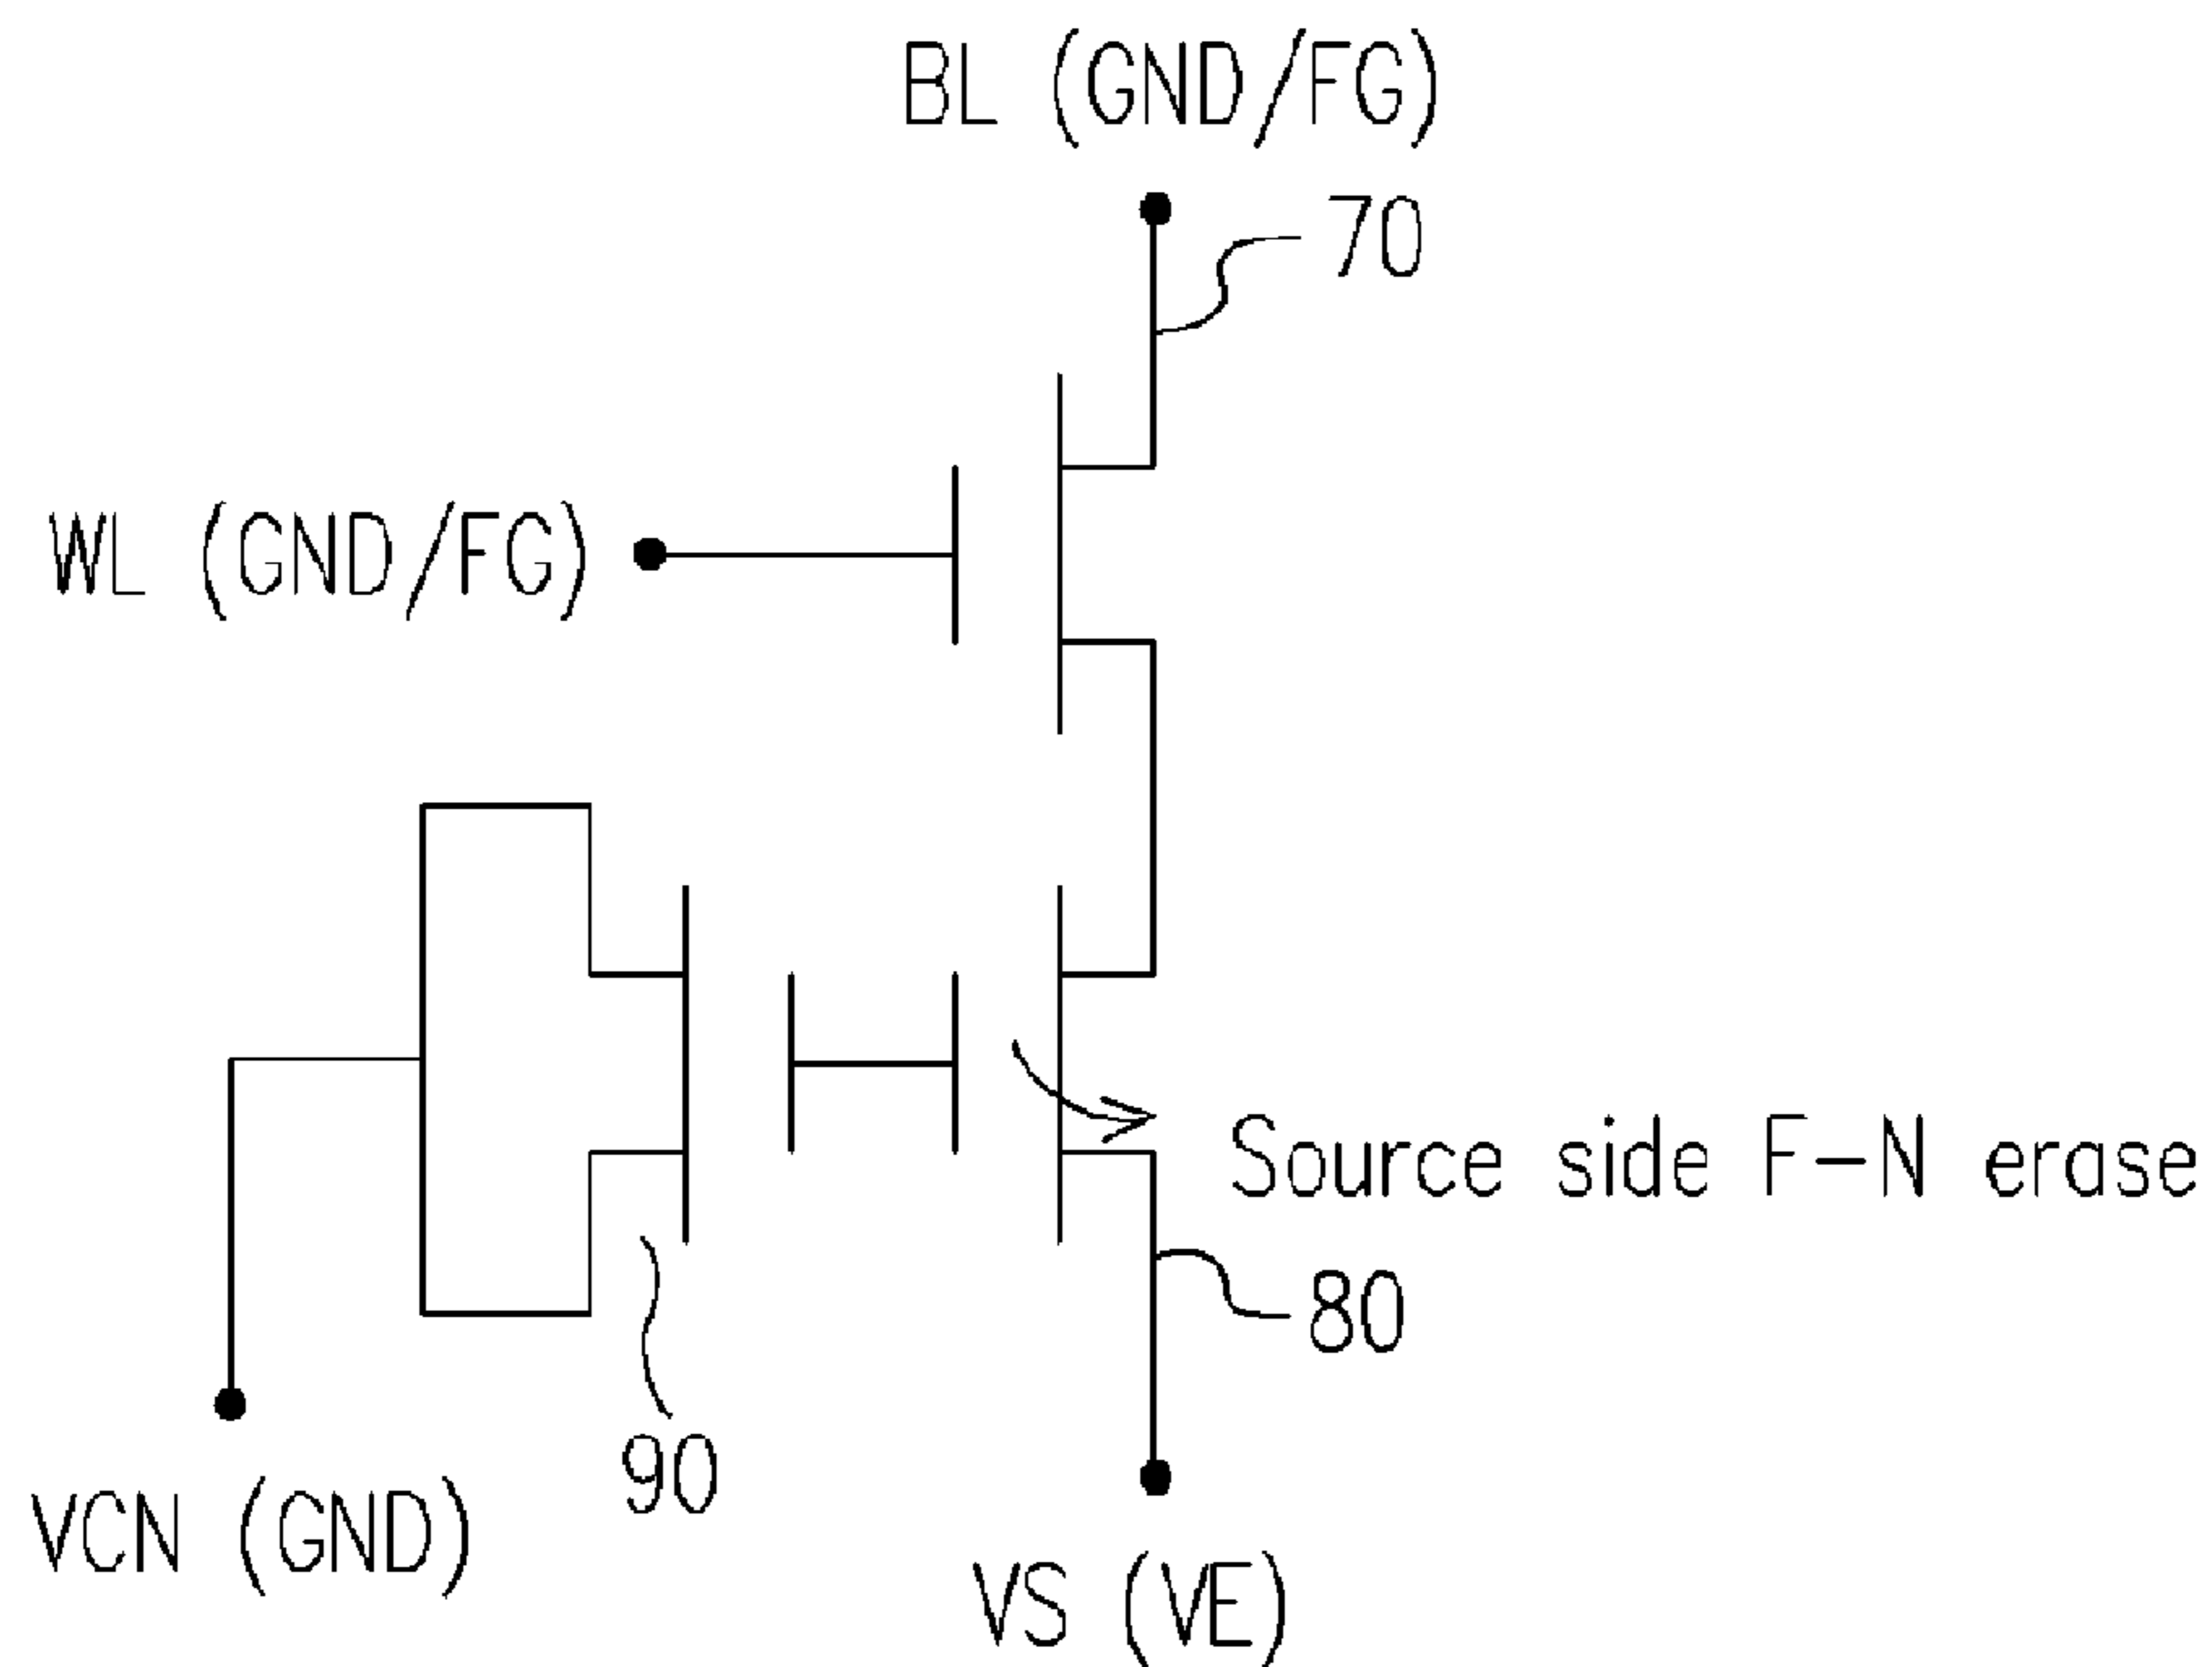 BL (GND/FG)
70
WL (GND/FG)
Source side F-N erase
80
90
VCN (GND)
VS (VE)